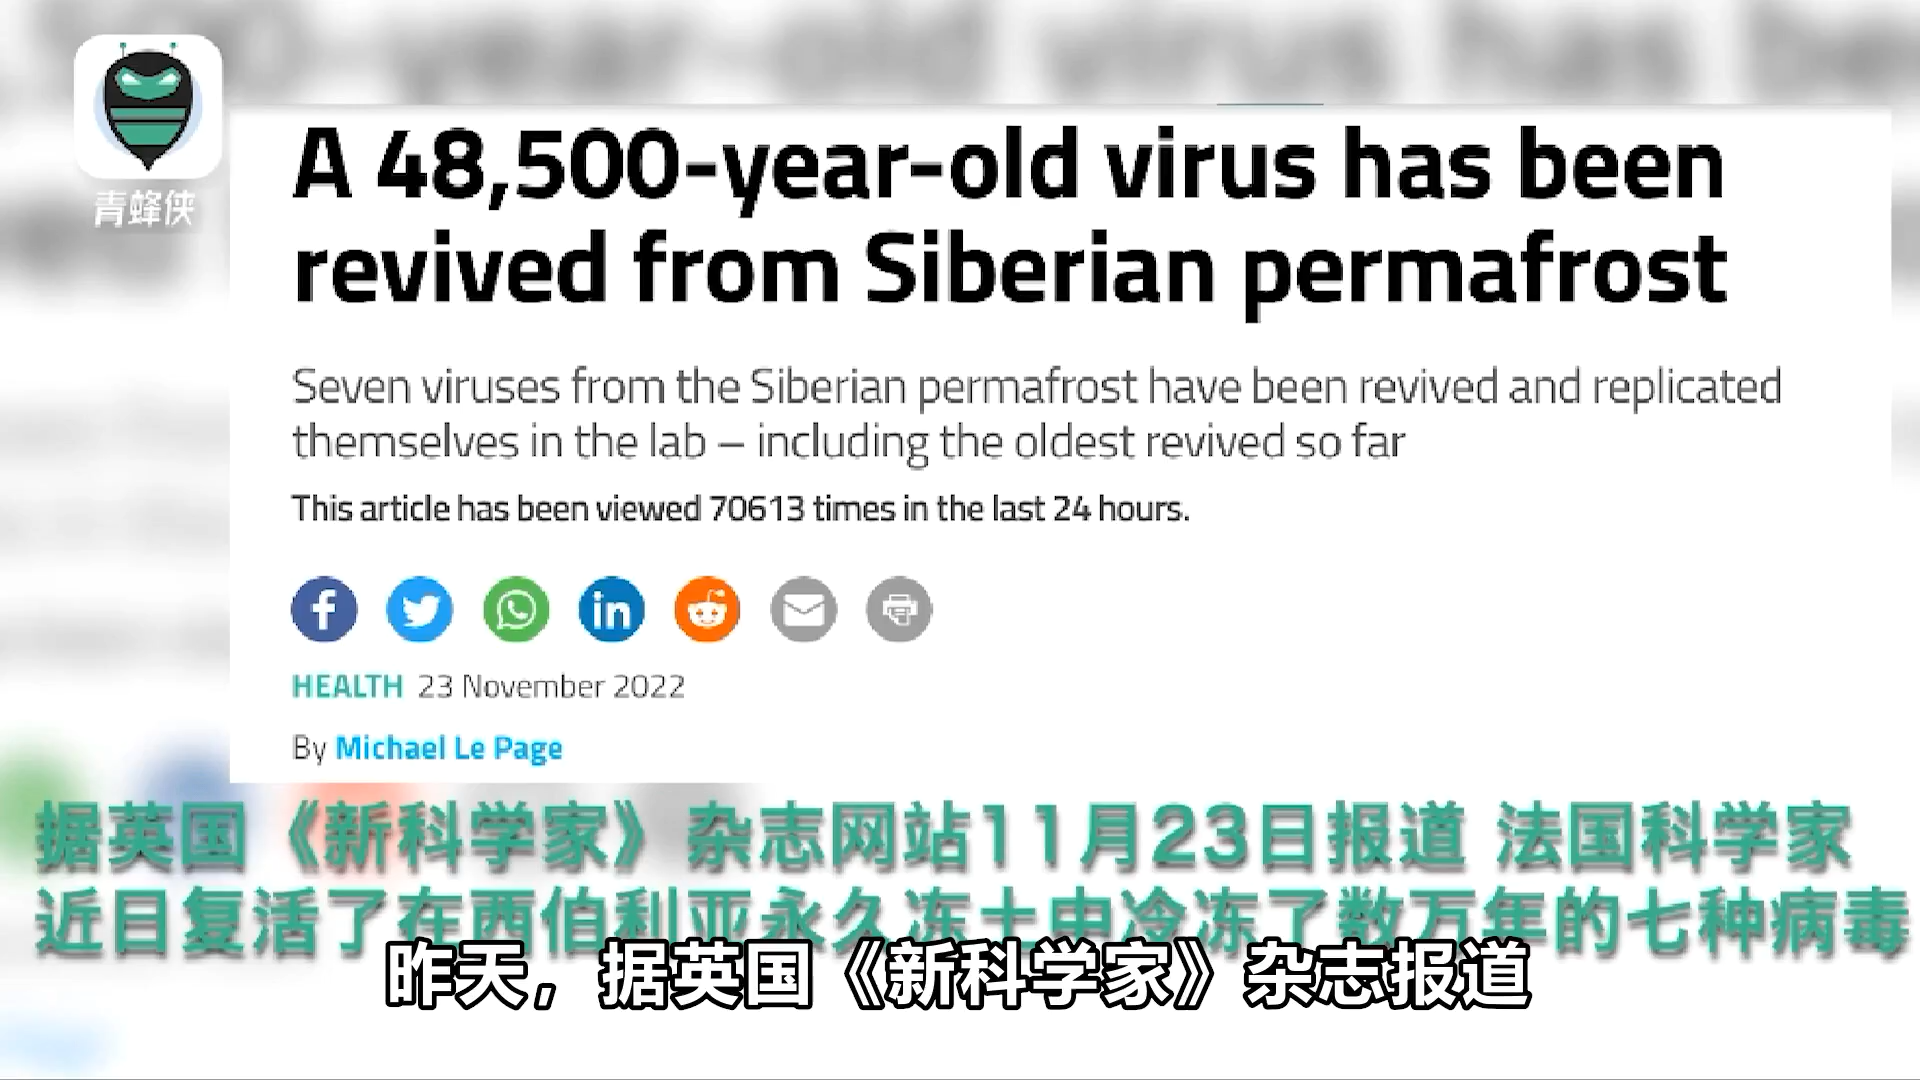 青蜂侠
A 48,500-year-old virus has been
revived from Siberian permafrost
Seven viruses from the Siberian permafrost have been revived and replicated
themselves in the lab – including the oldest revived so far
This article has been viewed 70613 times in the last 24 hours.
HEALTH 23 November 2022
By Michael Le Page
据英国《新科学家》杂志网站11月23日报道 法国科学家
近日复活了在西伯利亚永久冻土中冷冻了数万年的七种病毒
昨天，据英国《新科学家》杂志报道